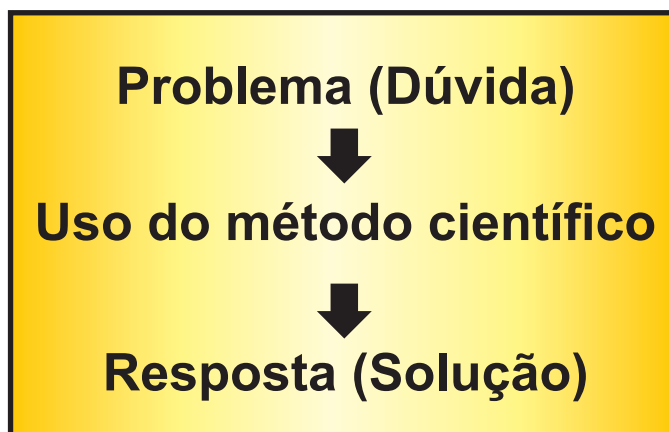 Problema (Dúvida)
Uso do método científico
Resposta (Solução)